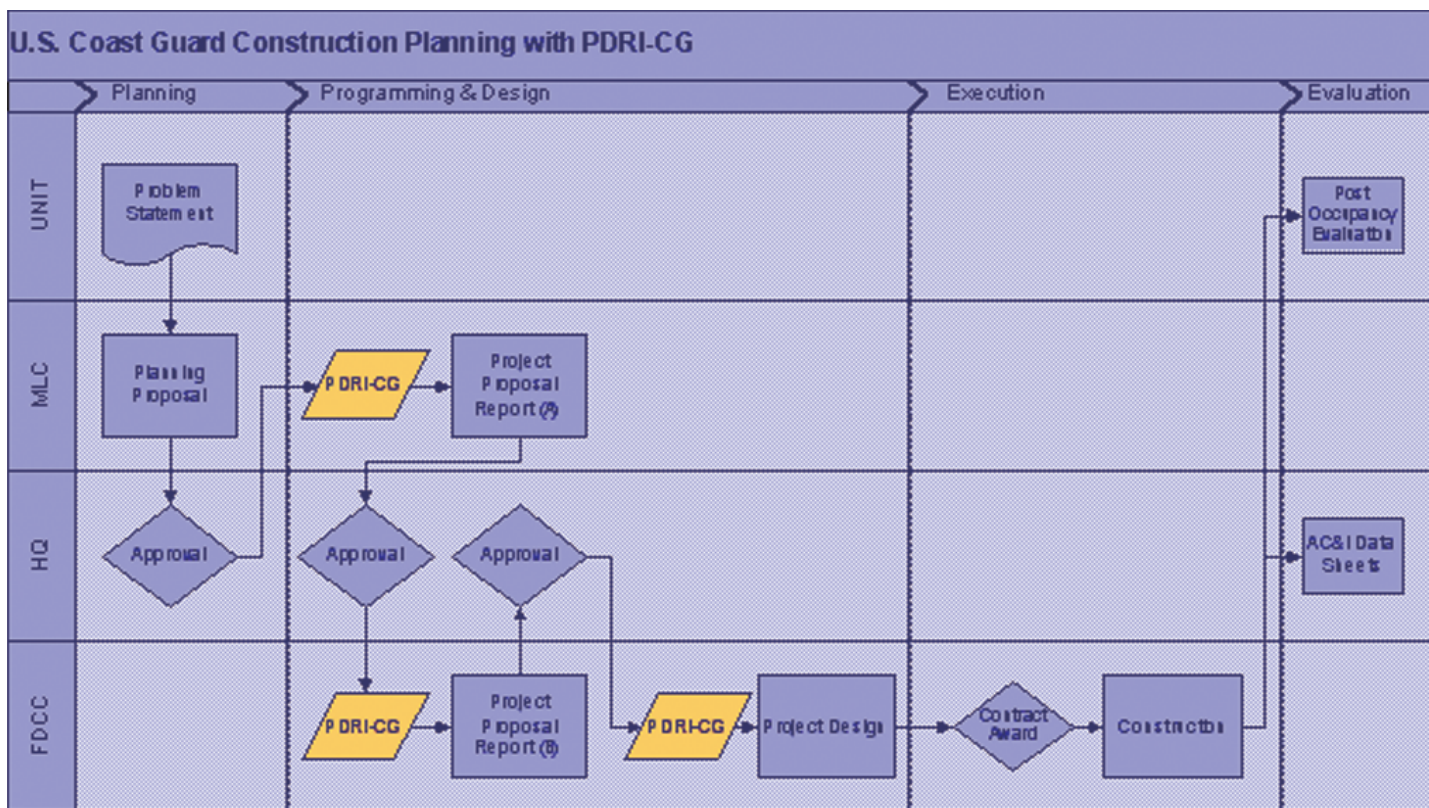 U.S. Coast Guard Construction Planning with PDRI-CG
Planning
Programming & Design
Execution
Evaluation
UNIT
Problem
Statement
Post
Occupancy
Evaluation
MLC
Planning
Proposal
PDRI-CG
Project
Proposal
Report (A)
HQ
Approval
Approval
Approval
AC&I Data
Sheets
FDCC
PDRI-CG
Project
Proposal
Report (B)
PDRI-CG
Project Design
Contract
Award
Construction